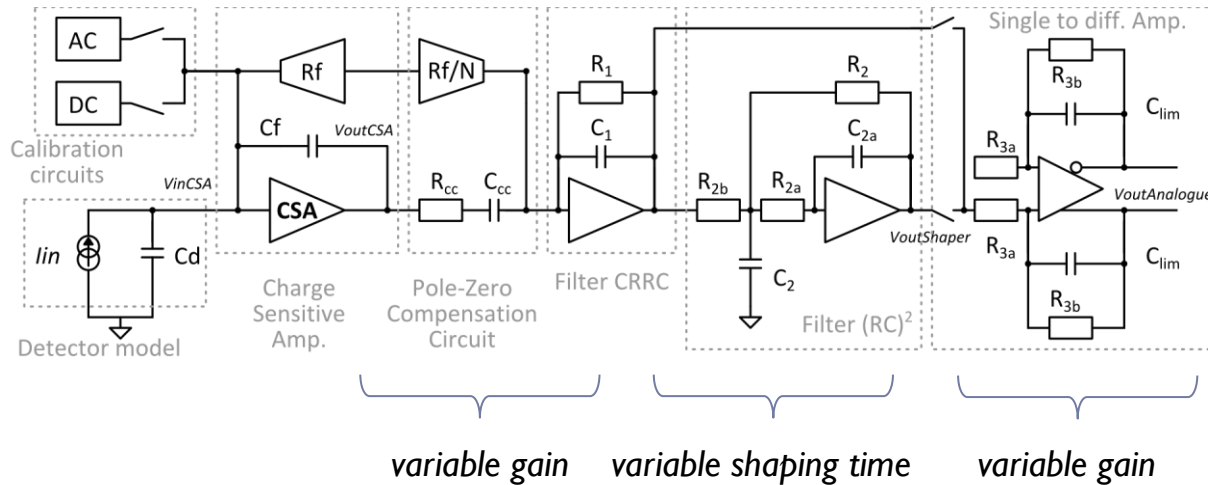 AC
DC
Calibration
circuits
Rf
Cf
VoutCSA
VinCSA
CSA
Iin
Cd
Detector model
Charge
Sensitive
Amp.
Rf/N
Rcc
Ccc
Pole-Zero
Compensation
Circuit
R1
C1
Filter CRRC
R2
C2a
R2b
R2a
C2
VoutShaper
Filter (RC)2
Single to diff. Amp.
R3b
Clim
R3a
VoutAnalogue
R3a
Clim
R3b
variable gain
variable shaping time
variable gain